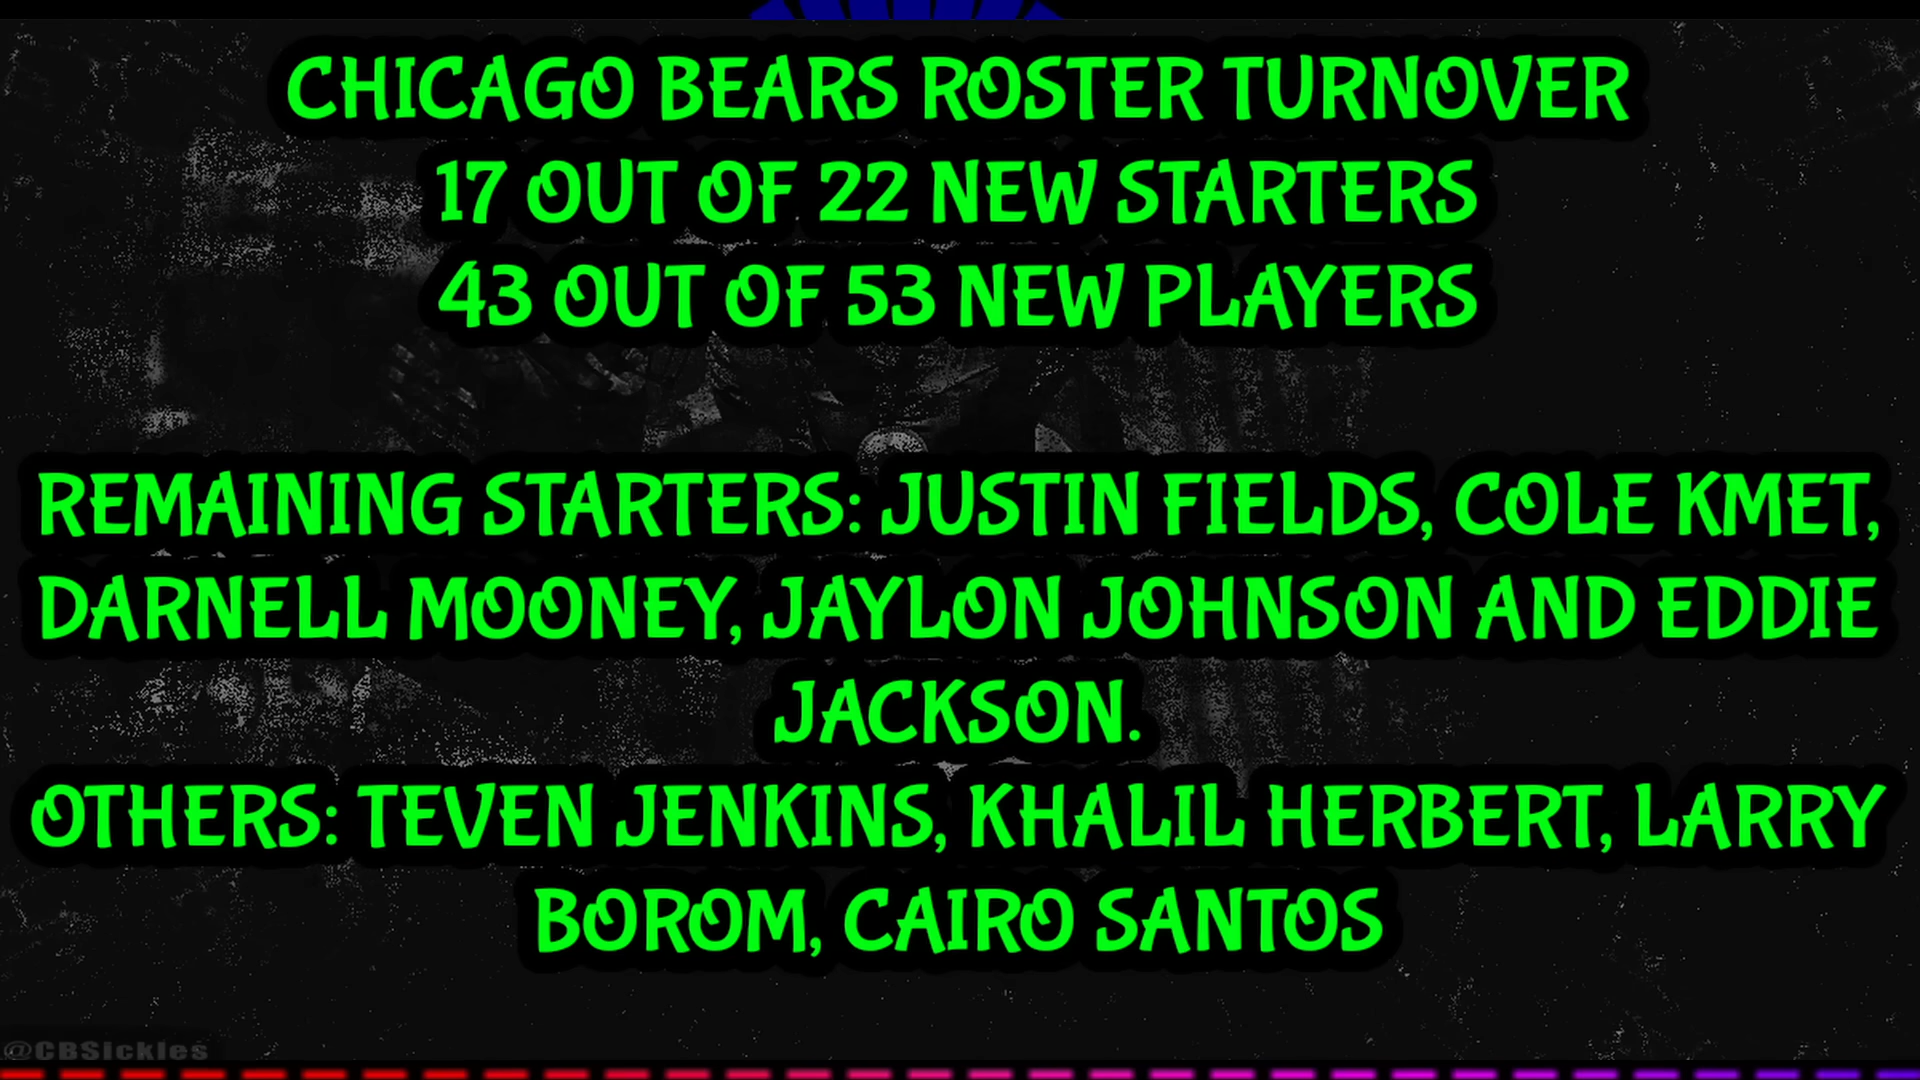 CHICAGO BEARS ROSTER TURNOVER
17 OUT OF 22 NEW STARTERS
43 OUT OF 53 NEW PLAYERS
REMAINING STARTERS: JUSTIN FIELDS, COLE KMET,
DARNELL MOONEY, JAYLON JOHNSON AND EDDIE
JACKSON.
OTHERS: TEVEN JENKINS, KHALIL HERBERT, LARRY
BOROM, CAIRO SANTOS
@CBSickles